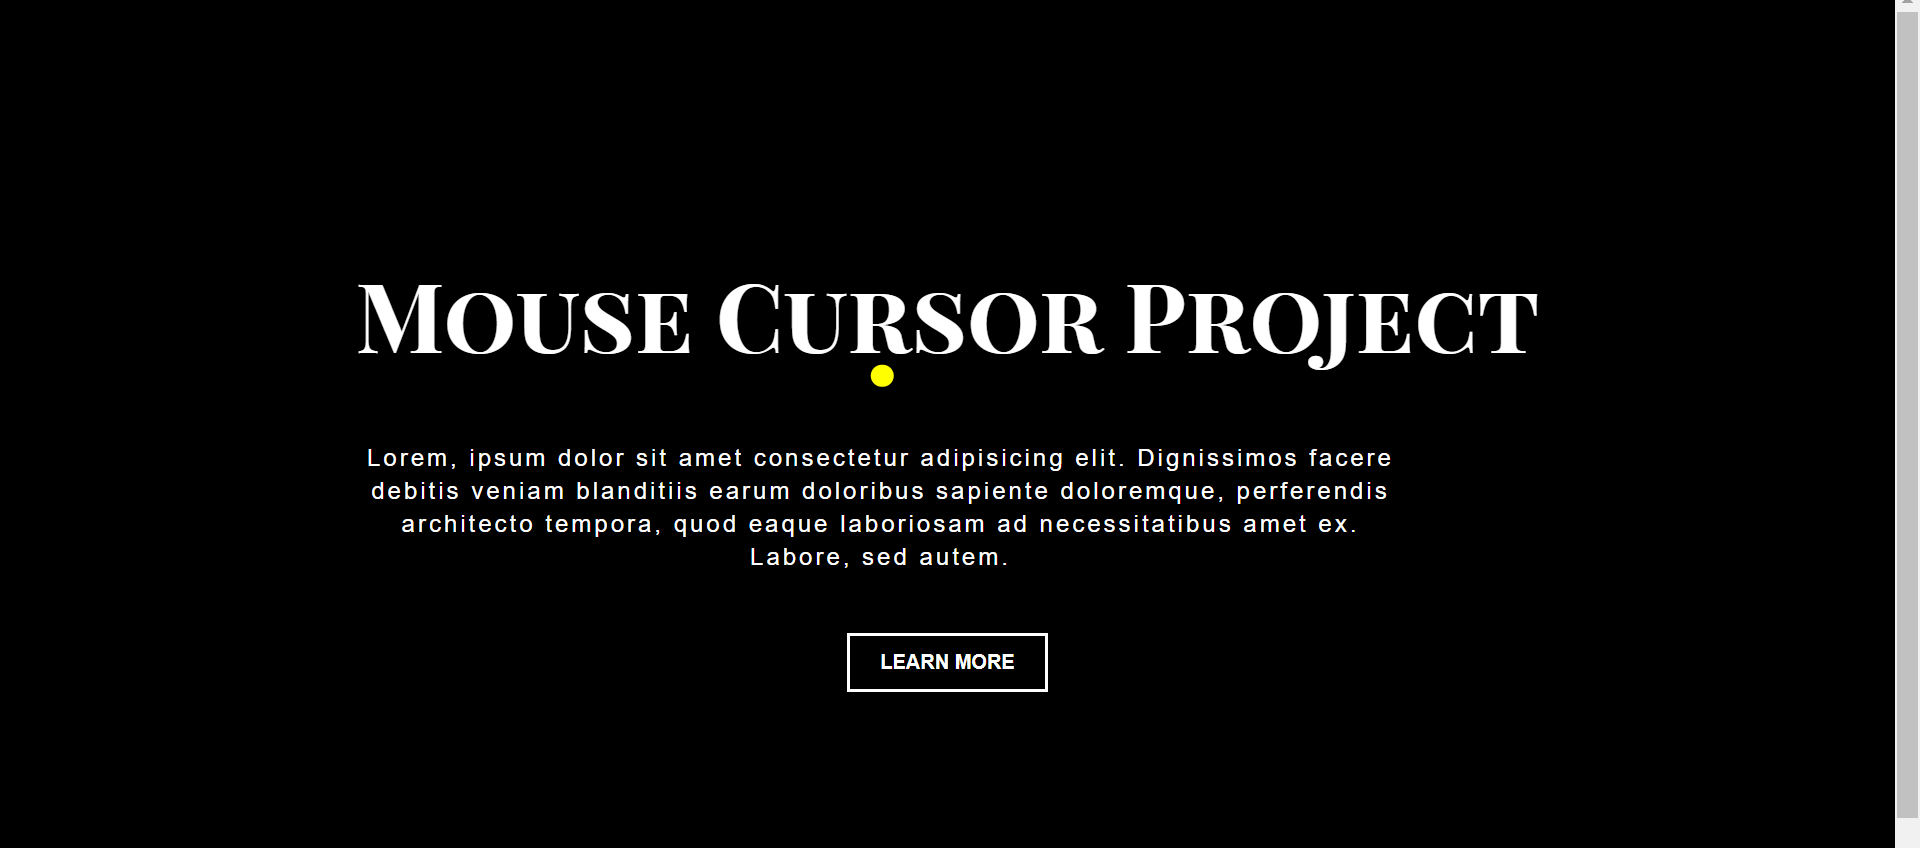 Mouse Cursor Project
Lorem, ipsum dolor sit amet consectetur adipisicing elit. Dignissimos facere
debitis veniam blanditiis earum doloribus sapiente doloremque, perferendis
architecto tempora, quod eaque laboriosam ad necessitatibus amet ex.
Labore, sed autem.
LEARN MORE